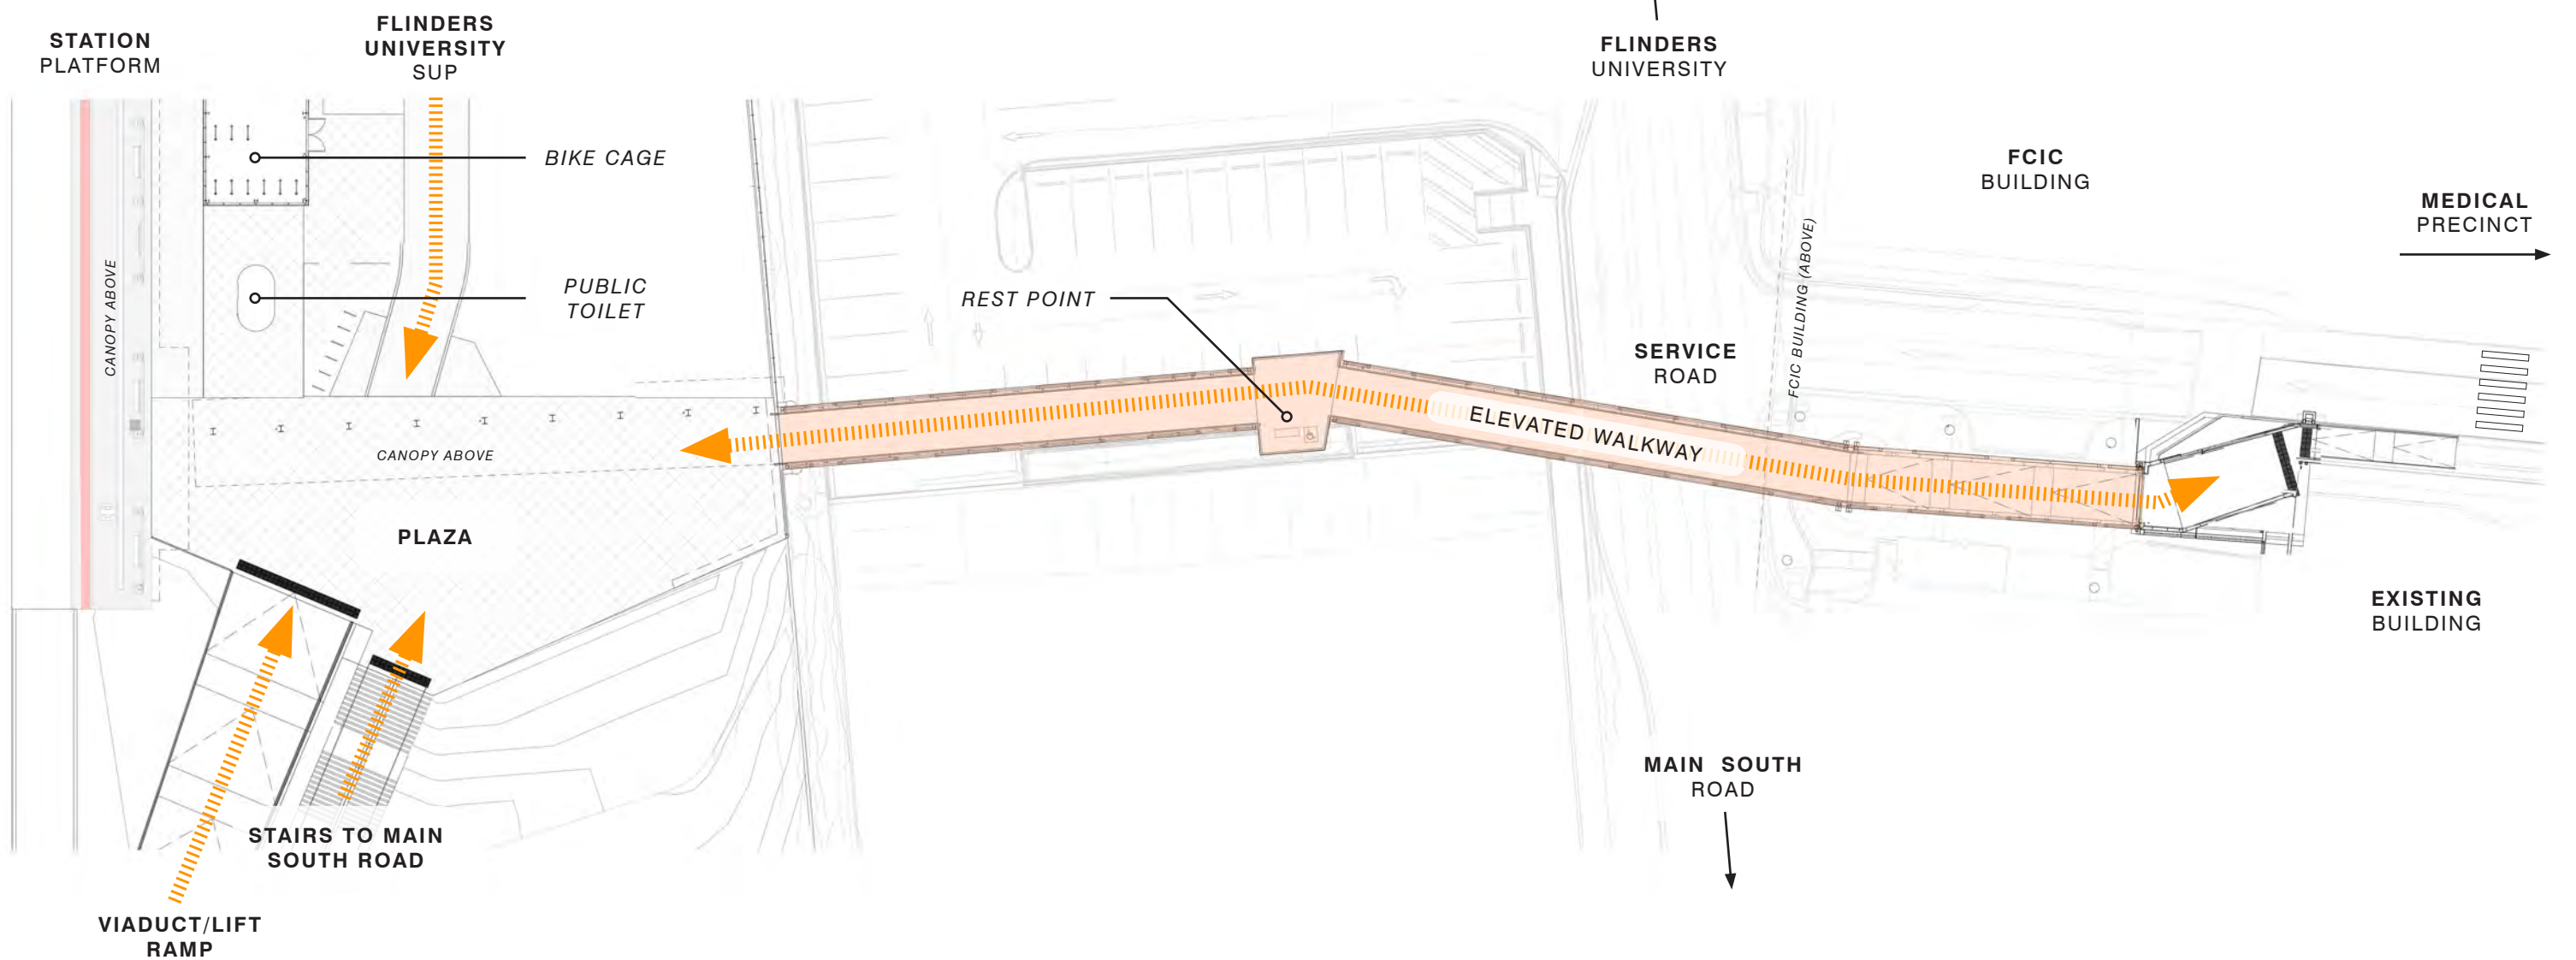 STATION
PLATFORM
FLINDERS
UNIVERSITY
SUP
FLINDERS
UNIVERSITY
BIKE CAGE
FCIC
BUILDING
MEDICAL
PRECINCT
CANOPY ABOVE
PUBLIC
TOILET
REST POINT
FCIC BUILDING (ABOVE)
SERVICE
ROAD
ELEVATED WALKWAY
CANOPY ABOVE
PLAZA
EXISTING
BUILDING
MAIN SOUTH
ROAD
STAIRS TO MAIN
SOUTH ROAD
VIADUCT/LIFT
RAMP